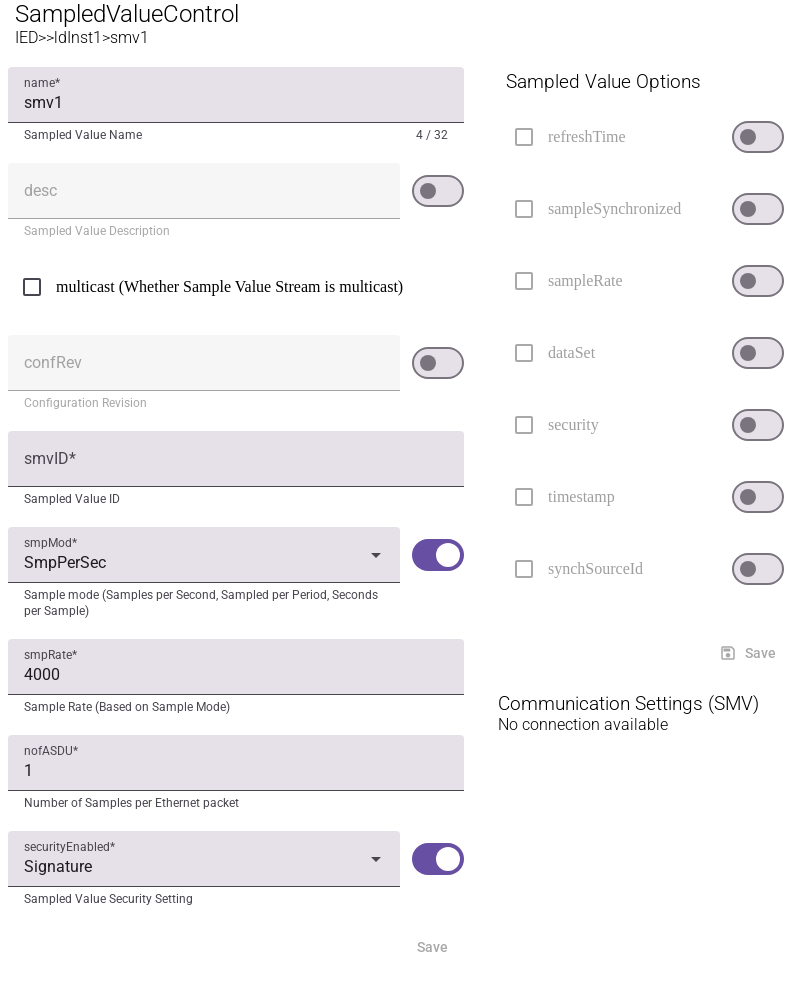 SampledValueControl
IED>>ldInst1>smv1
name*
smv1
Sampled Value Name
4 / 32
desc
Sampled Value Description
multicast (Whether Sample Value Stream is multicast)
confRev
Configuration Revision
smvID*
Sampled Value ID
smpMod*
SmpPerSec
Sample mode (Samples per Second, Sampled per Period, Seconds
per Sample)
smpRate*
4000
Sample Rate (Based on Sample Mode)
nofASDU*
1
Number of Samples per Ethernet packet
securityEnabled*
Signature
Sampled Value Security Setting
Save
Sampled Value Options
refreshTime
sampleSynchronized
sampleRate
dataSet
security
timestamp
synchSourceId
Save
Communication Settings (SMV)
No connection available